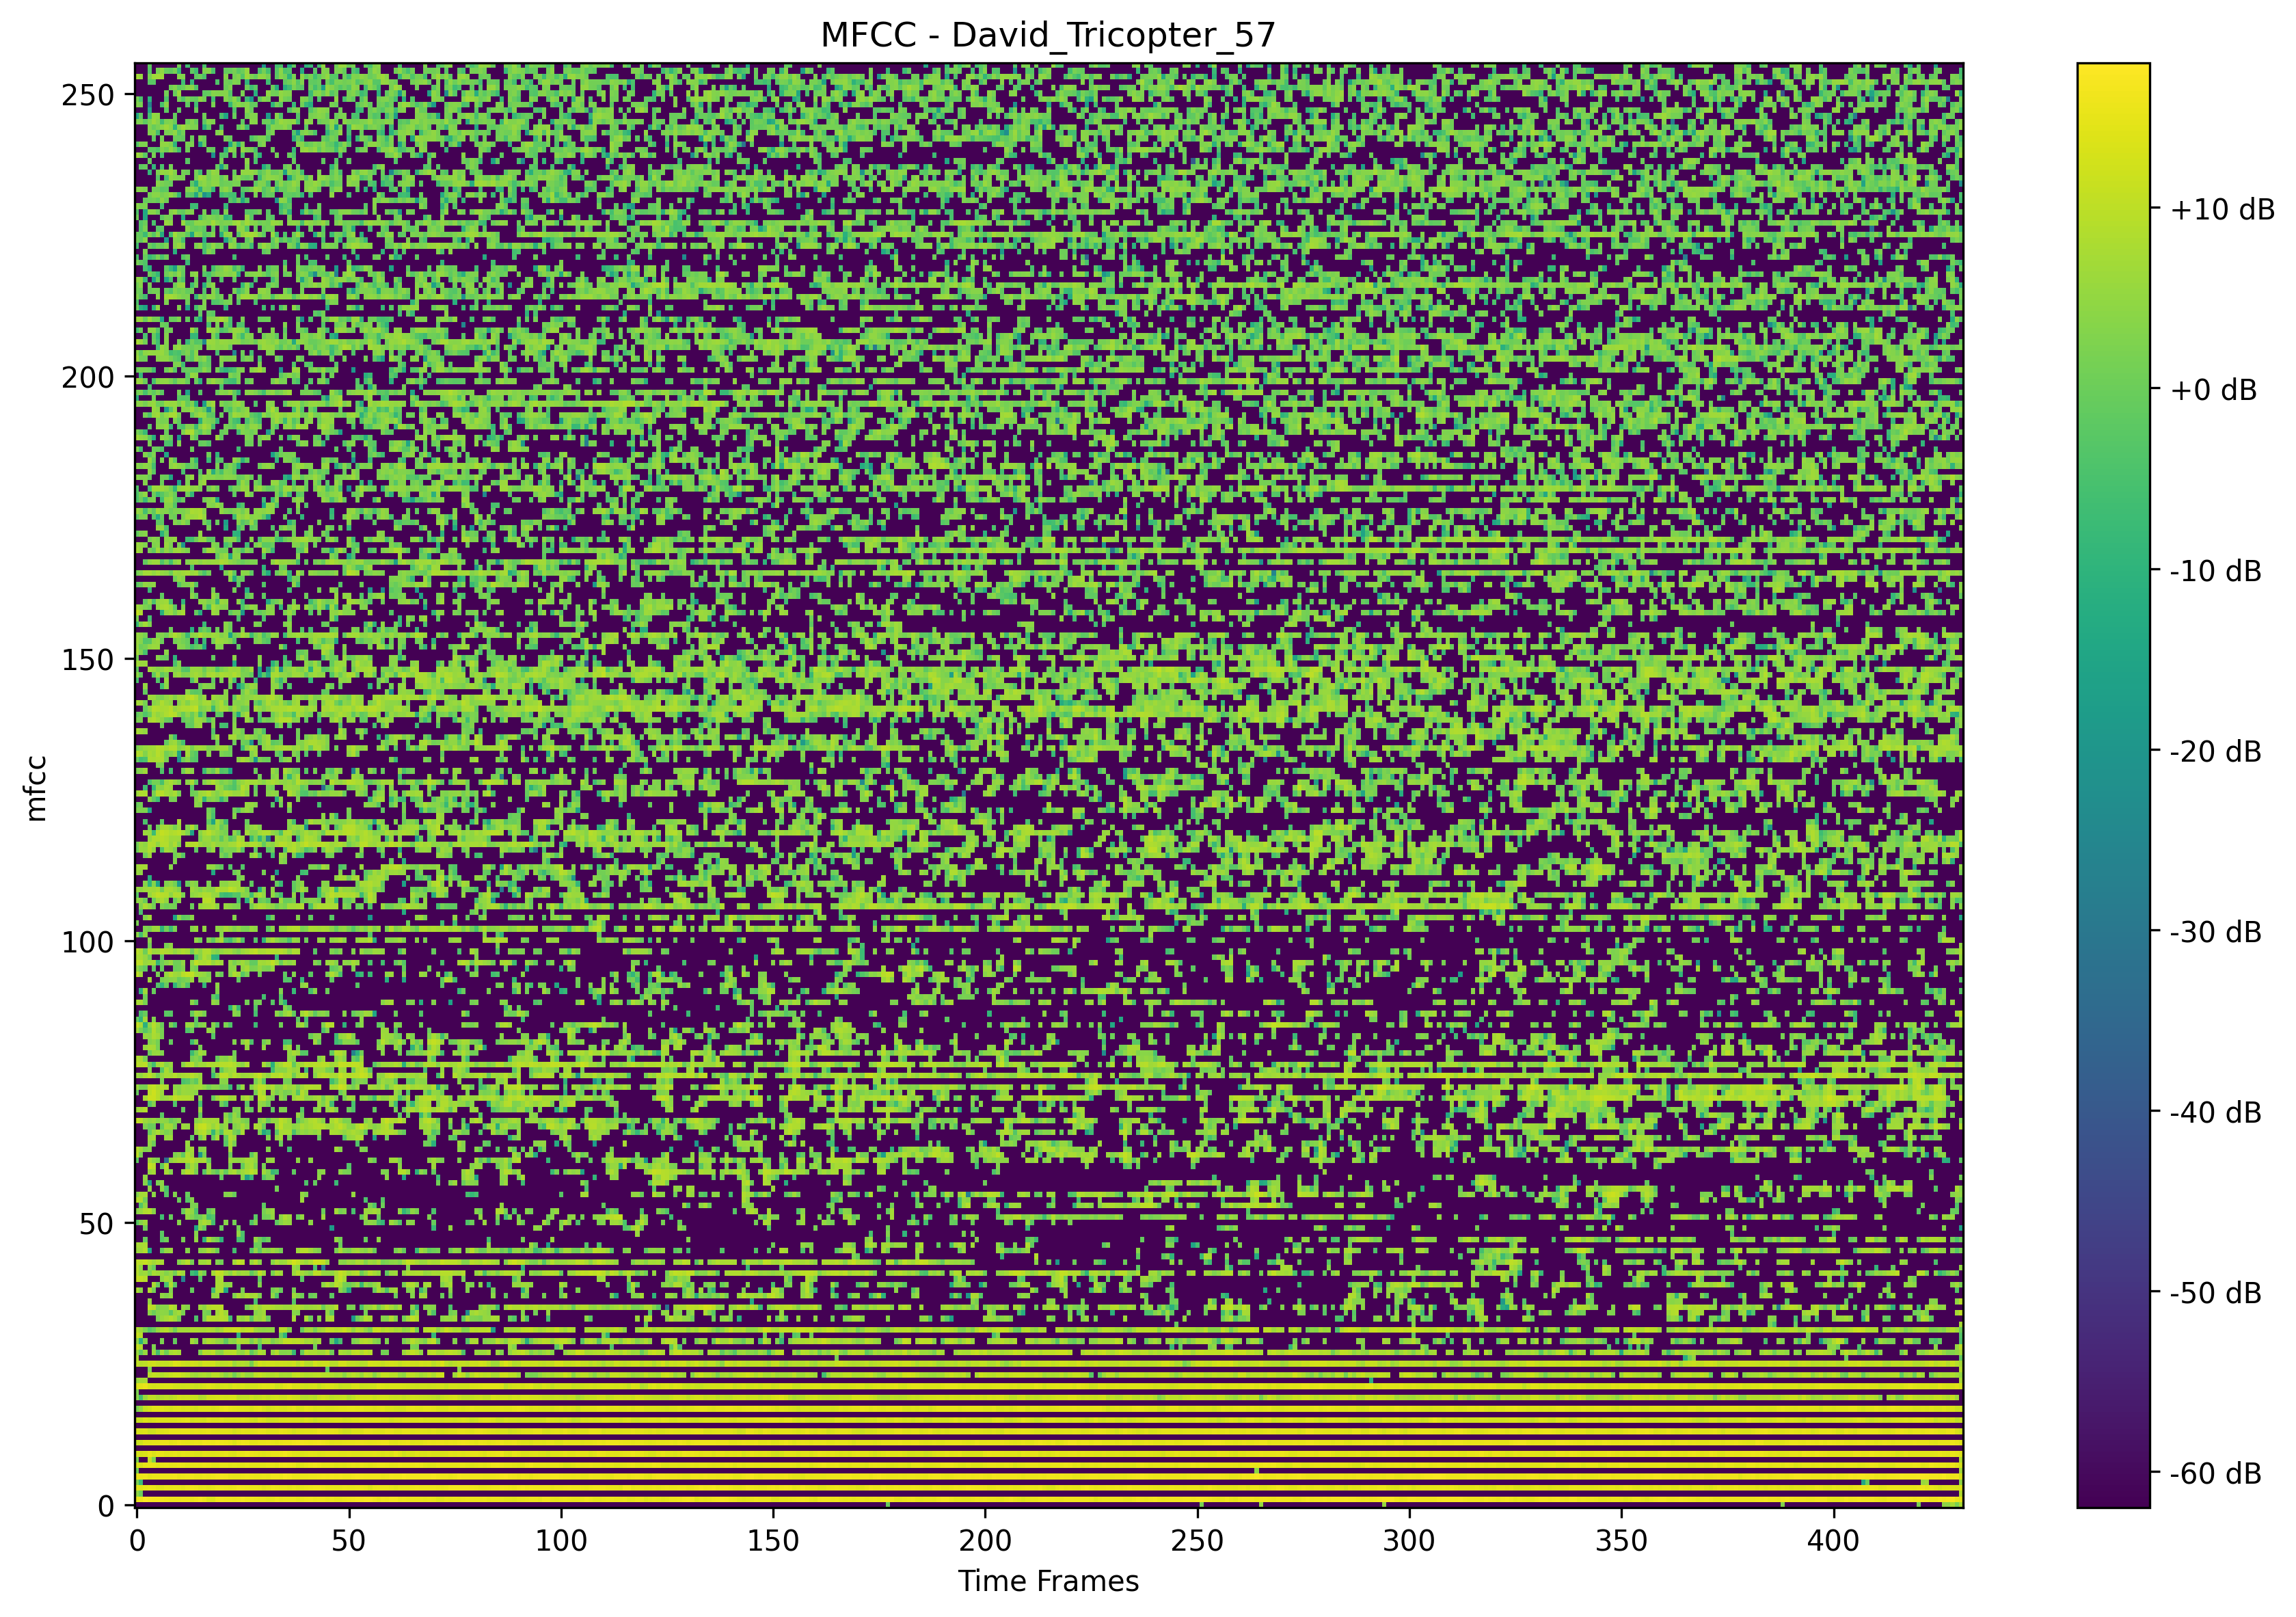 MFCC - David_Tricopter_57
250
200
150
100
50
0
mfcc
0 50 100 150 200 250 300 350 400
Time Frames
+10 dB
+0 dB
-10 dB
-20 dB
-30 dB
-40 dB
-50 dB
-60 dB